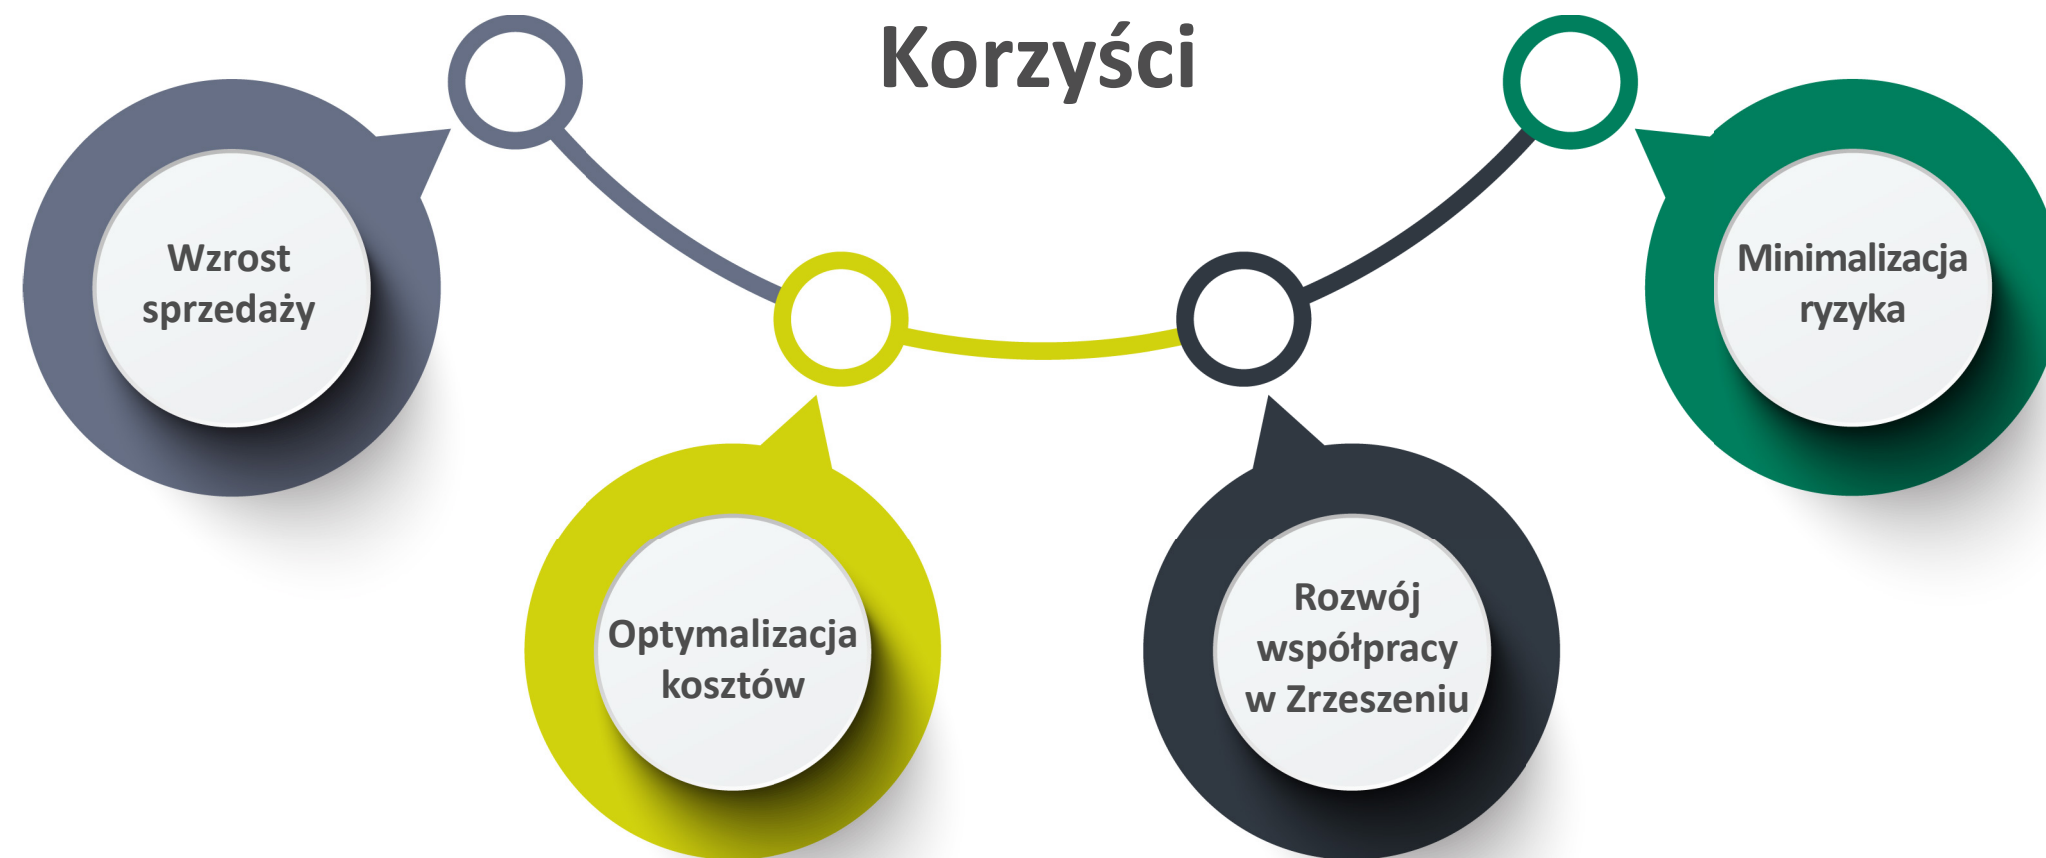 Korzyści
Wzrost
sprzedaży
Optymalizacja
kosztów
Rozwój
współpracy
w Zrzeszeniu
Minimalizacja
ryzyka